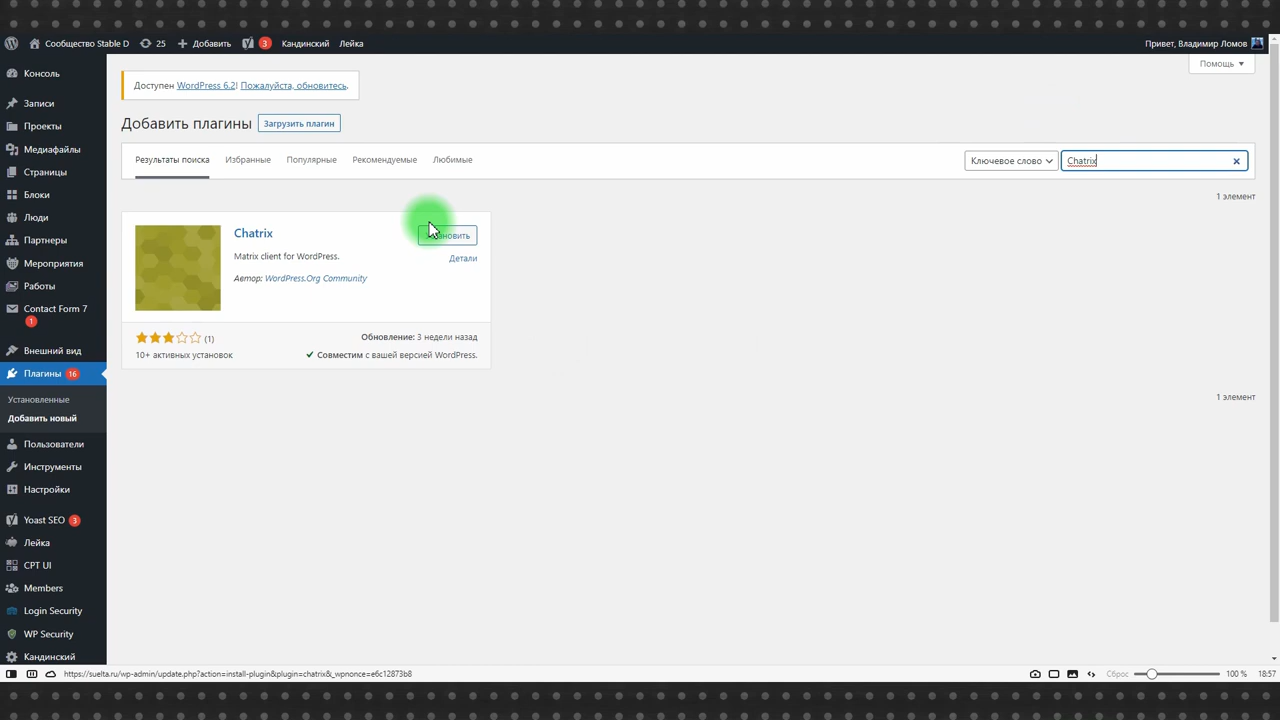 Сообщество Stable D
25
Добавить
3
Кандинский
Лейка
Привет, Владимир Ломов
Консоль
Записи
Проекты
Медиафайлы
Страницы
Блоки
Люди
Партнеры
Мероприятия
Работы
Contact Form 7
1
Внешний вид
Плагины 16
Установленные
Добавить новый
Пользователи
Инструменты
Настройки
Yoast SEO 3
Лейка
CPT UI
Members
Login Security
WP Security
Кандинский
Помощь
Доступен WordPress 6.2! Пожалуйста, обновитесь.
Добавить плагины
Загрузить плагин
Результаты поиска
Избранные
Популярные
Рекомендуемые
Любимые
Ключевое слово
Chatrix
1 элемент
Chatrix
Matrix client for WordPress.
Автор: WordPress.Org Community
Детали
(1)
10+ активных установок
Обновление: 3 недели назад
Совместим с вашей версией WordPress.
1 элемент
https://suelta.ru/wp-admin/update.php?action=install-plugin&plugin=chatrix&_wpnonce=e6c12873b8
Сброс
100 %
18:57